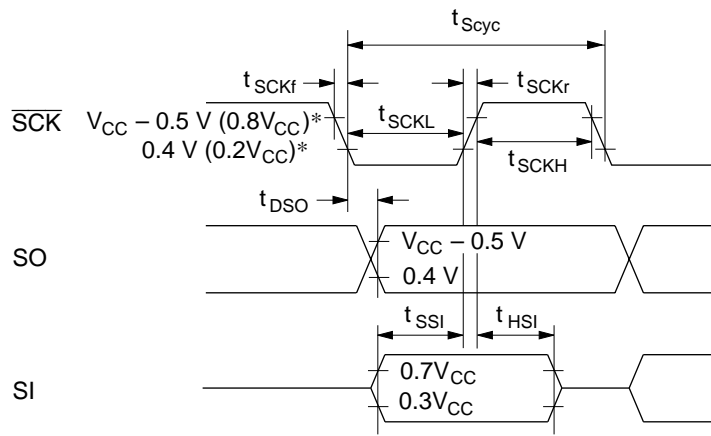 tScyc
tSCKf
tSCKr
SCK
VCC – 0.5 V (0.8VCC)*
tSCKL
0.4 V (0.2VCC)*
tSCKH
tDSO
SO
VCC – 0.5 V
0.4 V
tSSI
tHSI
SI
0.7VCC
0.3VCC